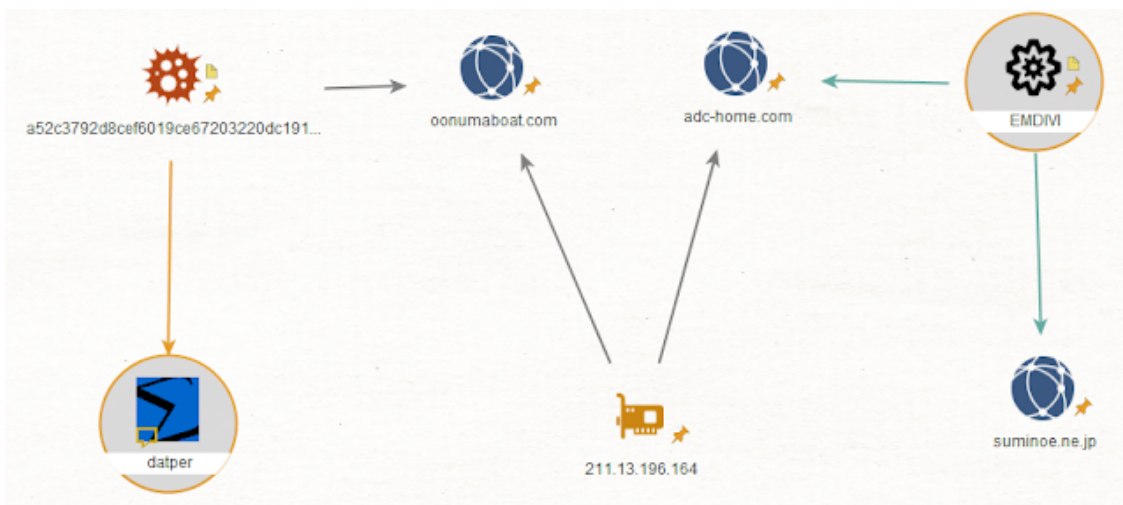 a52c3792d8cef6019ce67203220dc191...
oonumaboat.com
adc-home.com
EMDIVI
datper
211.13.196.164
suminoe.ne.jp